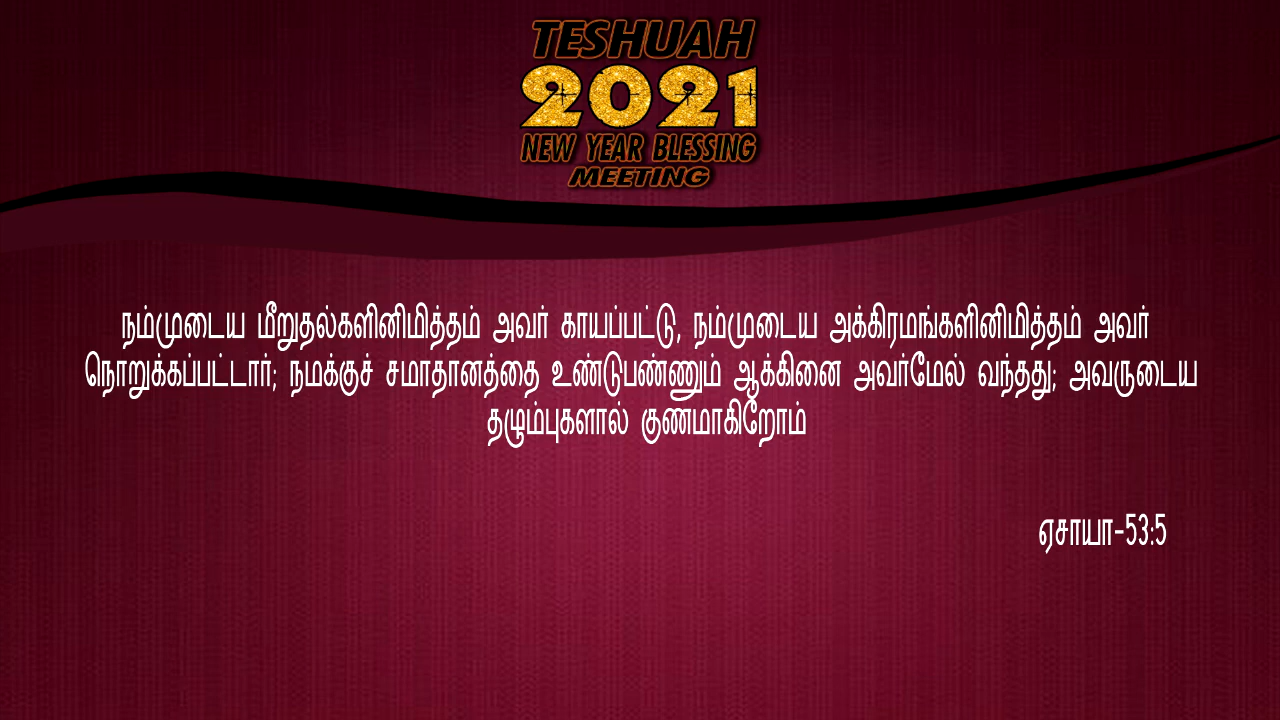 TESHUAH
2021
NEW YEAR BLESSING
MEETING
நம்முடைய மீறுதல்களினிமித்தம் அவர் காயப்பட்டு, நம்முடைய அக்கிரமங்களினிமித்தம் அவர்
நொறுக்கப்பட்டார்; நமக்குச் சமாதானத்தை உண்டுபண்ணும் ஆக்கினை அவர்மேல் வந்தது; அவருடைய
தழும்புகளால் குணமாகிறோம்
ஏசாயா-53:5